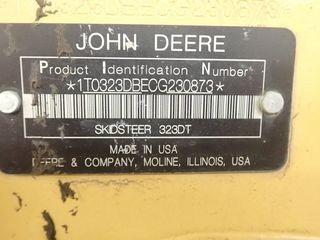 JOHN DEERE
Product Identification Number
*1T0323DBECG230873*
SKIDSTEER 323DT
MADE IN USA
DEERE & COMPANY, MOLINE, ILLINOIS, USA